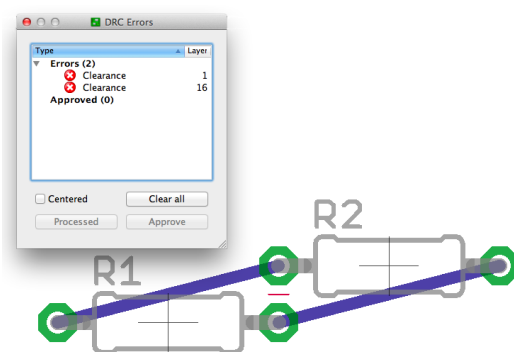 DRC Errors
Type Layer
Errors (2)
Clearance 1
Clearance 16
Approved (0)
Centered Clear all
Processed Approve
R2
R1